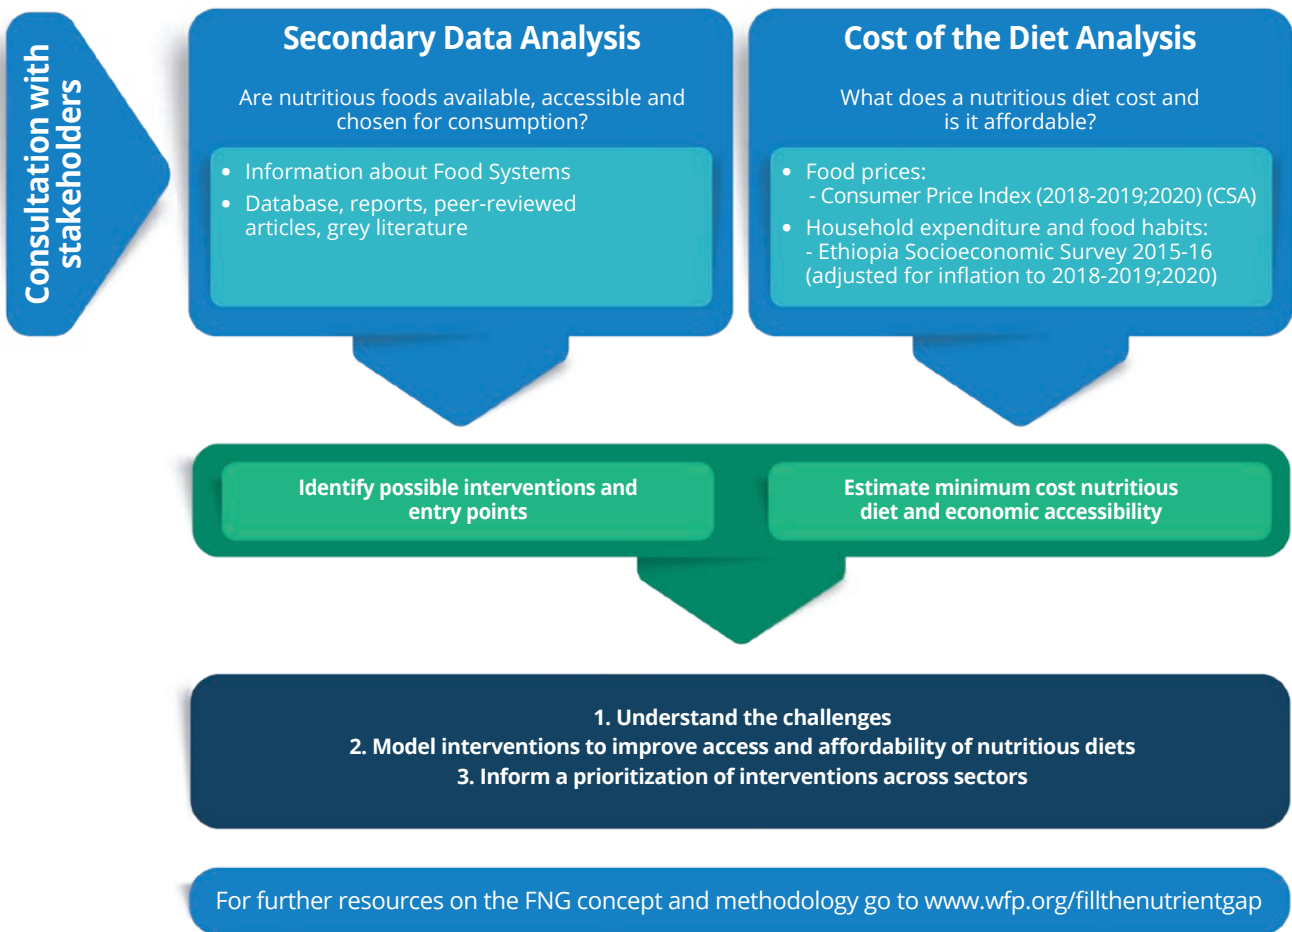 Consultation with
stakeholders
Secondary Data Analysis
Are nutritious foods available, accessible and
chosen for consumption?
• Information about Food Systems
• Database, reports, peer-reviewed
articles, grey literature
Cost of the Diet Analysis
What does a nutritious diet cost and
is it affordable?
• Food prices:
- Consumer Price Index (2018-2019;2020) (CSA)
• Household expenditure and food habits:
- Ethiopia Socioeconomic Survey 2015-16
(adjusted for inflation to 2018-2019;2020)
Identify possible interventions and
entry points
Estimate minimum cost nutritious
diet and economic accessibility
1. Understand the challenges
2. Model interventions to improve access and affordability of nutritious diets
3. Inform a prioritization of interventions across sectors
For further resources on the FNG concept and methodology go to www.wfp.org/fillthenutrientgap